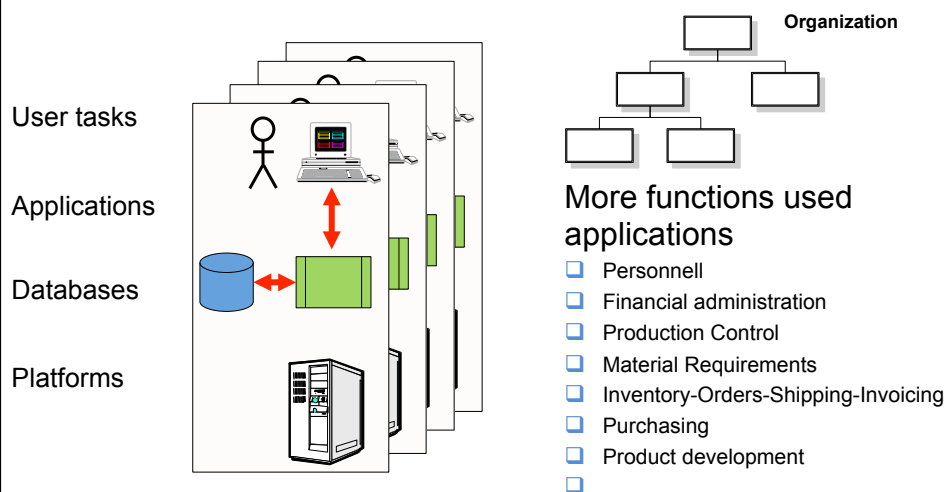 Organization
User tasks
Applications
Databases
Platforms
More functions used
applications
Personnell
Financial administration
Production Control
Material Requirements
Inventory-Orders-Shipping-Invoicing
Purchasing
Product development